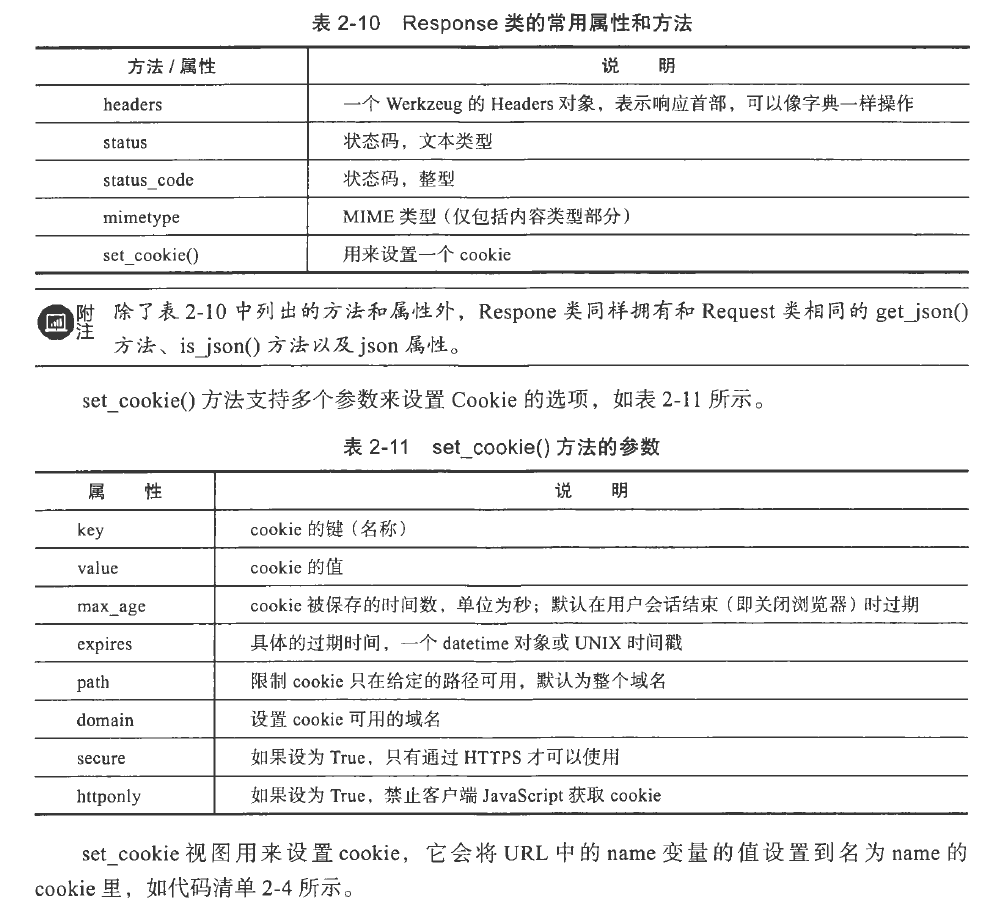 表 2-10 Response 类的常用属性和方法
方法 / 属性 说 明
headers 一个 Werkzeug 的 Headers 对象，表示响应首部，可以像字典一样操作
status 状态码，文本类型
status_code 状态码，整型
mimetype MIME 类型（仅包括内容类型部分）
set_cookie() 用来设置一个 cookie
附注 除了表 2-10 中列出的方法和属性外，Respone 类同样拥有和 Request 类相同的 get_json()
方法、is_json() 方法以及 json 属性。
set_cookie() 方法支持多个参数来设置 Cookie 的选项，如表 2-11 所示。
表 2-11 set_cookie() 方法的参数
属 性 说 明
key cookie 的键（名称）
value cookie 的值
max_age cookie 被保存的时间数，单位为秒；默认在用户会话结束（即关闭浏览器）时过期
expires 具体的过期时间，一个 datetime 对象或 UNIX 时间戳
path 限制 cookie 只在给定的路径可用，默认为整个域名
domain 设置 cookie 可用的域名
secure 如果设为 True，只有通过 HTTPS 才可以使用
httponly 如果设为 True，禁止客户端 JavaScript 获取 cookie
set_cookie 视图用来设置 cookie，它会将 URL 中的 name 变量的值设置到名为 name 的
cookie 里，如代码清单 2-4 所示。